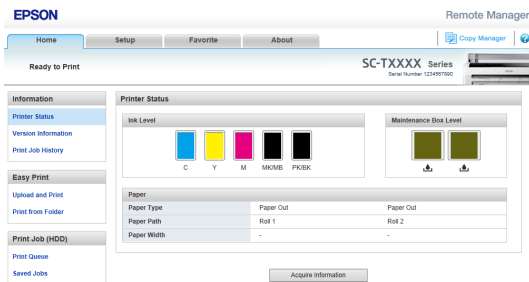 EPSON
Remote Manager
Home Setup Favorite About
Copy Manager
Ready to Print
SC-TXXXX Series
Serial Number 1234567890
Information
Printer Status
Version Information
Print Job History
Easy Print
Upload and Print
Print from Folder
Print Job (HDD)
Print Queue
Saved Jobs
Printer Status
Ink Level
C Y M MK/MB PK/BK
Maintenance Box Level
Paper
Paper Type Paper Out Paper Out
Paper Path Roll 1 Roll 2
Paper Width - -
Acquire Information